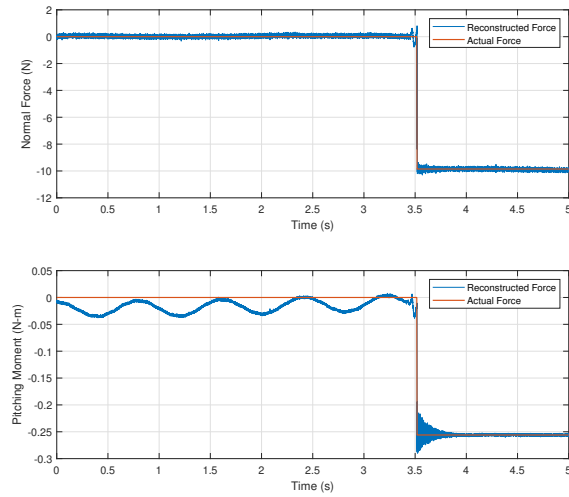 2
0
-2
-4
-6
-8
-10
-12
Normal Force (N)
Reconstructed Force
Actual Force
0 0.5 1 1.5 2 2.5 3 3.5 4 4.5 5
Time (s)
0.05
0
-0.05
-0.1
-0.15
-0.2
-0.25
-0.3
Pitching Moment (N-m)
Reconstructed Force
Actual Force
0 0.5 1 1.5 2 2.5 3 3.5 4 4.5 5
Time (s)